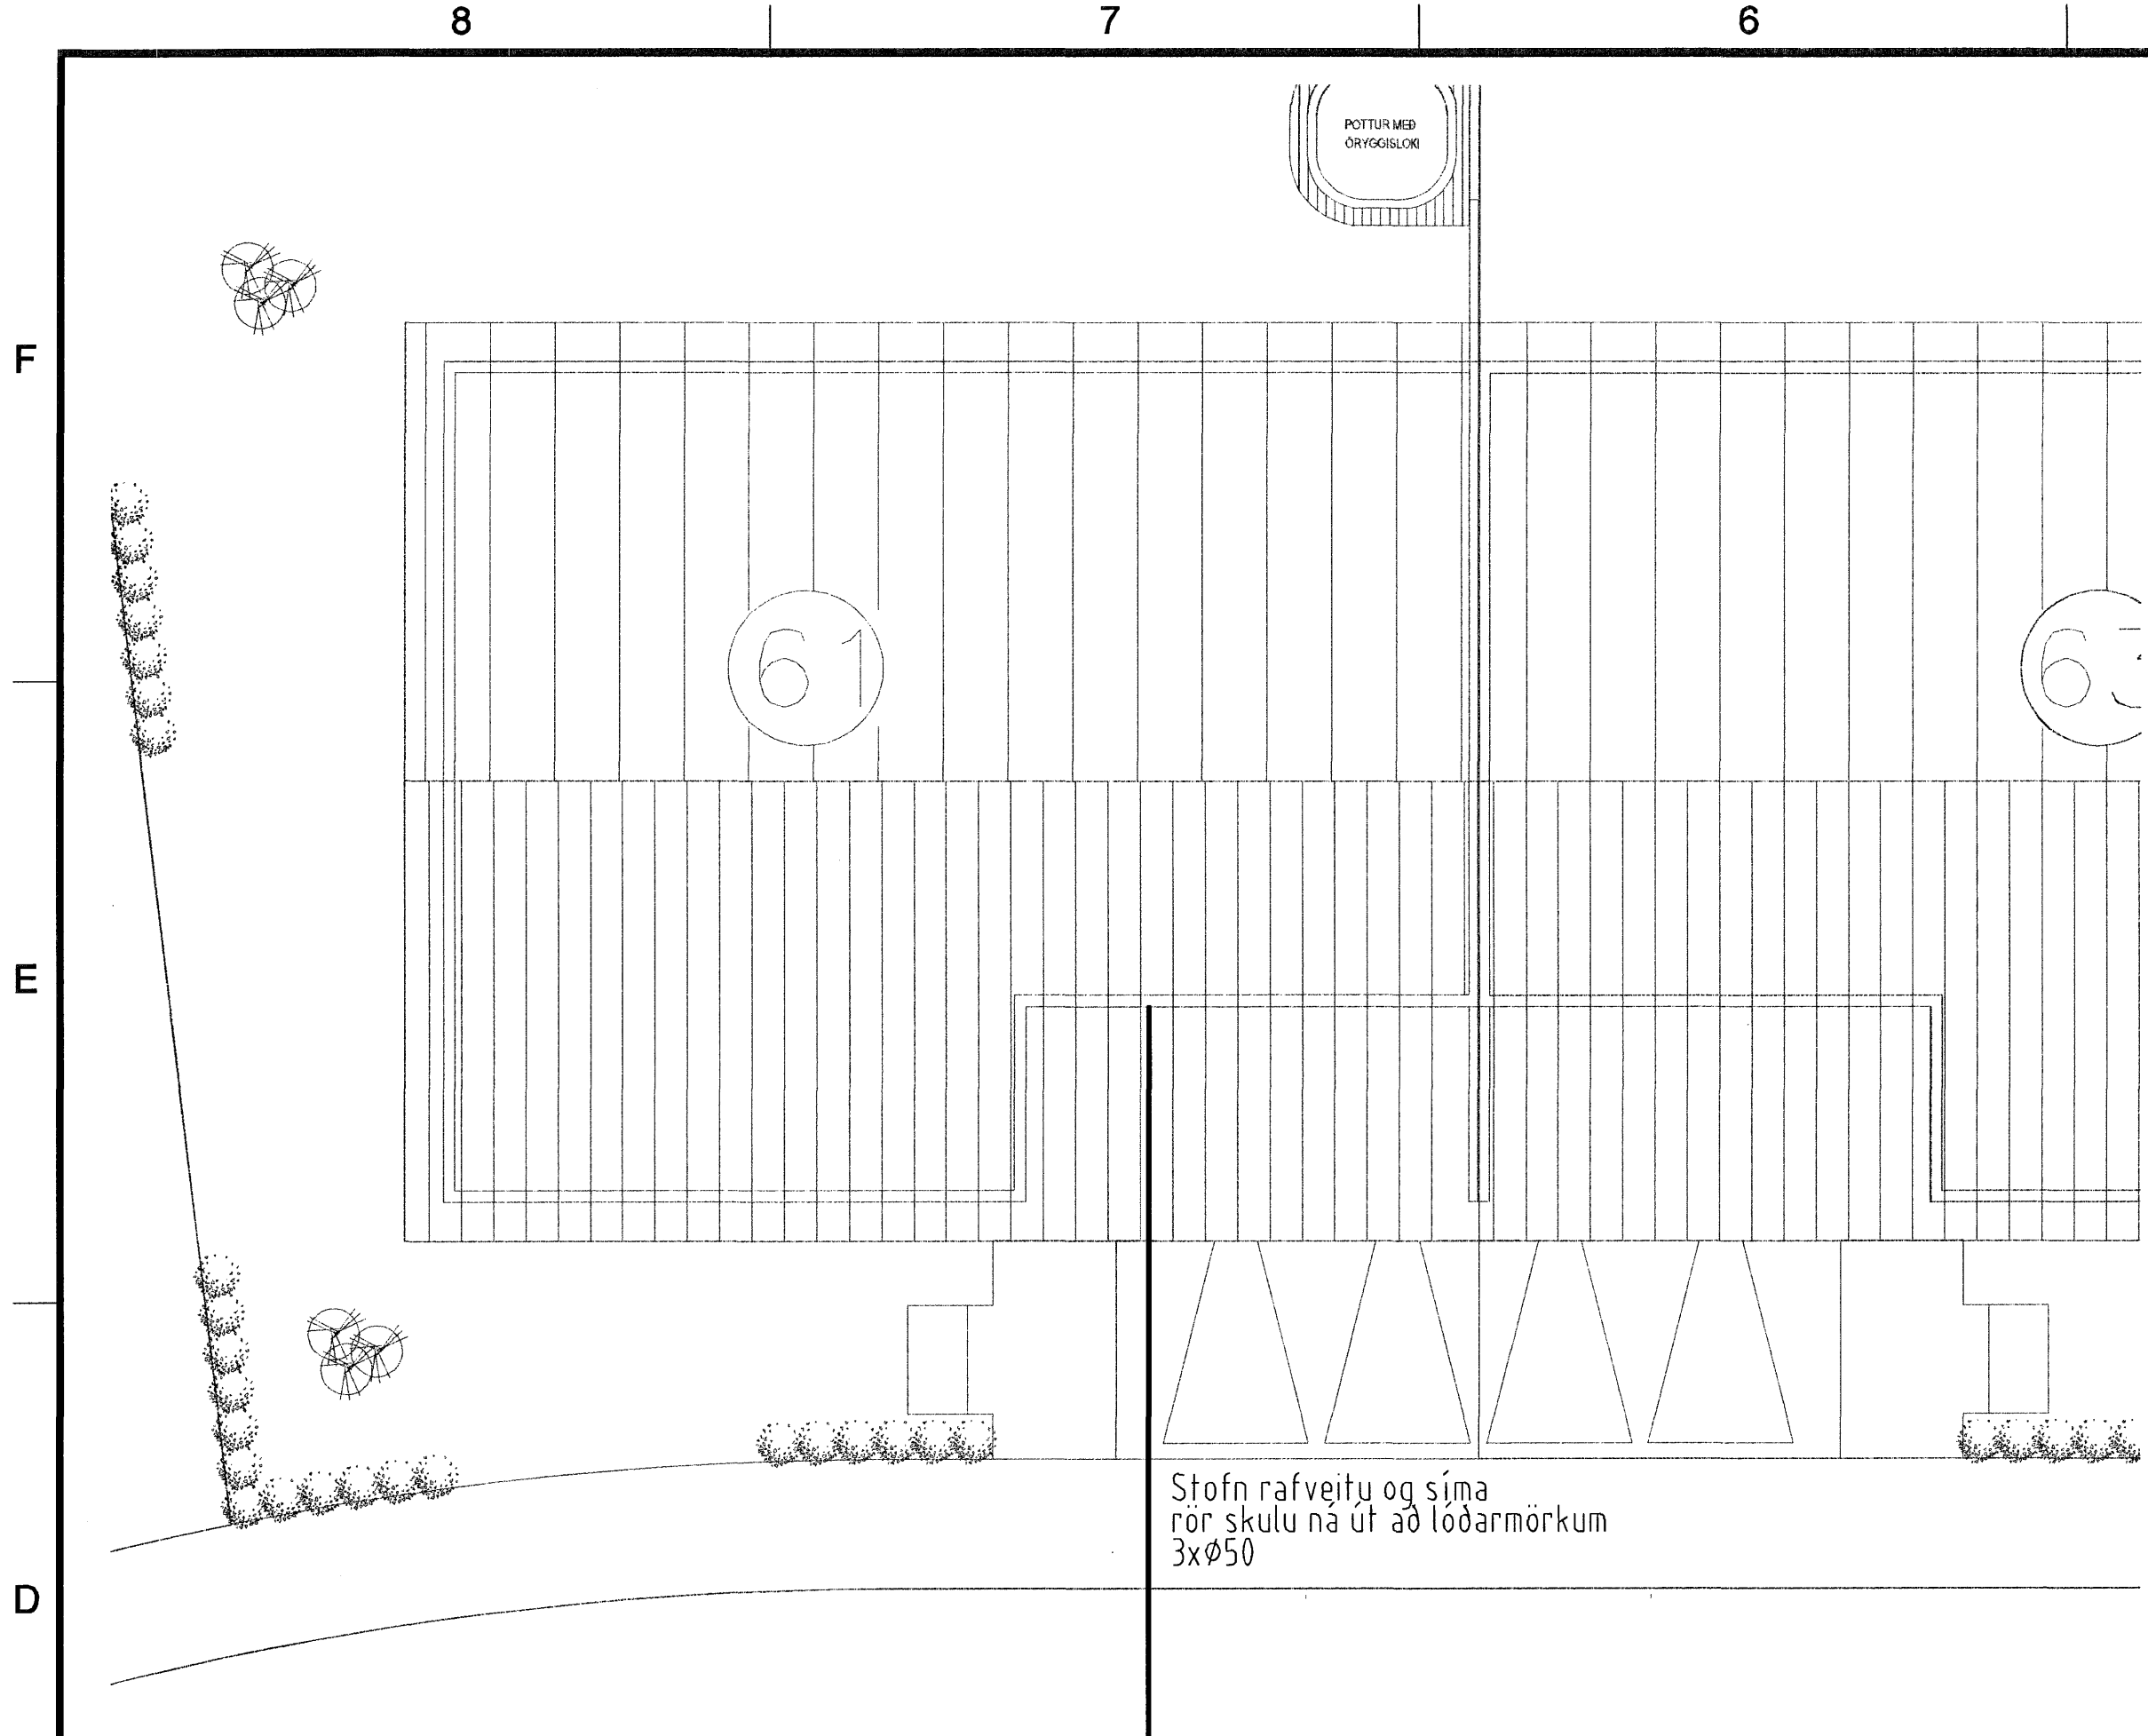 8 7 6
POTTUR MEÐ
ÖRYGGISLOKI
F
61
E
Stofn rafveitu og síma
rör skulu ná út að lóðarmörkum
3xØ50
D